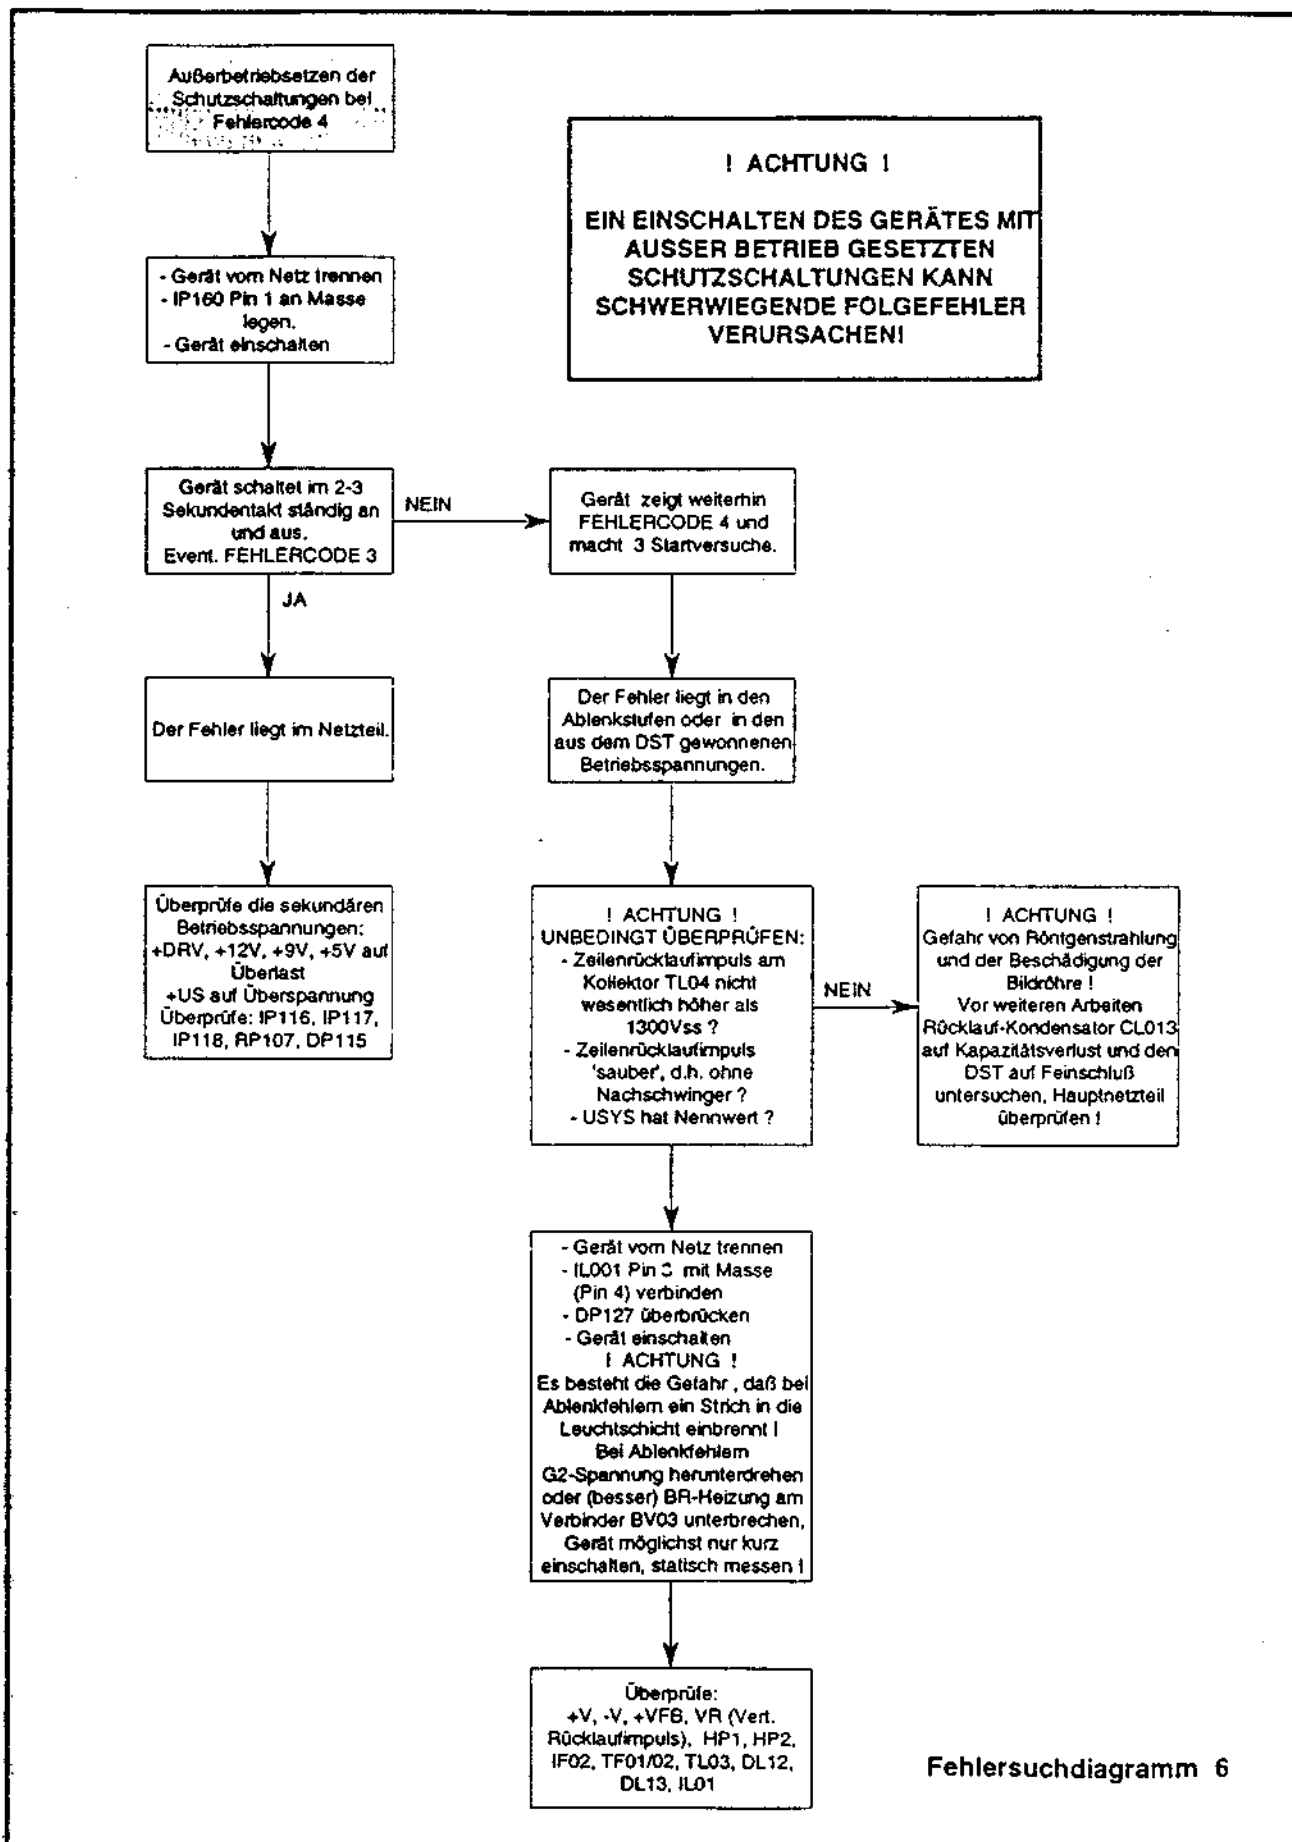 Außerbetriebsetzen der
Schutzschaltungen bei
Fehlercode 4
! ACHTUNG !
EIN EINSCHALTEN DES GERÄTES MIT
AUSSER BETRIEB GESETZTEN
SCHUTZSCHALTUNGEN KANN
SCHWERWIEGENDE FOLGEFEHLER
VERURSACHEN!
- Gerät vom Netz trennen
- IP160 Pin 1 an Masse
legen.
- Gerät einschalten
Gerät schaltet im 2-3
Sekundentakt ständig an
und aus.
Event. FEHLERCODE 3
NEIN
Gerät zeigt weiterhin
FEHLERCODE 4 und
macht 3 Startversuche.
JA
Der Fehler liegt im Netzteil.
Der Fehler liegt in den
Ablenkstufen oder in den
aus dem DST gewonnenen
Betriebsspannungen.
Überprüfe die sekundären
Betriebsspannungen:
+DRV, +12V, +9V, +5V auf
Überlast
+US auf Überspannung
Überprüfe: IP116, IP117,
IP118, RP107, DP115
! ACHTUNG !
UNBEDINGT ÜBERPRÜFEN:
- Zeilenrücklaufimpuls am
Kollektor TL04 nicht
wesentlich höher als
1300Vss ?
- Zeilenrücklaufimpuls
'sauber', d.h. ohne
Nachschwinger ?
- USYS hat Nennwert ?
NEIN
! ACHTUNG !
Gefahr von Röntgenstrahlung
und der Beschädigung der
Bildröhre !
Vor weiteren Arbeiten
Rücklauf-Kondensator CL013
auf Kapazitätsverlust und den
DST auf Feinschluß
untersuchen, Hauptnetzteil
überprüfen !
- Gerät vom Netz trennen
- IL001 Pin mit Masse
(Pin 4) verbinden
- DP127 überbrücken
- Gerät einschalten
! ACHTUNG !
Es besteht die Gefahr , daß bei
Ablenkfehlern ein Strich in die
Leuchtschicht einbrennt !
Bei Ablenkfehlern
G2-Spannung herunterdrehen
oder (besser) BR-Heizung am
Verbinder BV03 unterbrechen,
Gerät möglichst nur kurz
einschalten, statisch messen !
Überprüfe:
+V, -V, +VFB, VR (Vert.
Rücklaufimpuls), HP1, HP2,
IF02, TF01/02, TL03, DL12,
DL13, IL01
Fehlersuchdiagramm 6